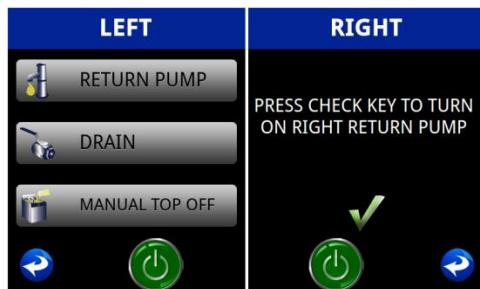 LEFT
RETURN PUMP
DRAIN
MANUAL TOP OFF
RIGHT
PRESS CHECK KEY TO TURN
ON RIGHT RETURN PUMP